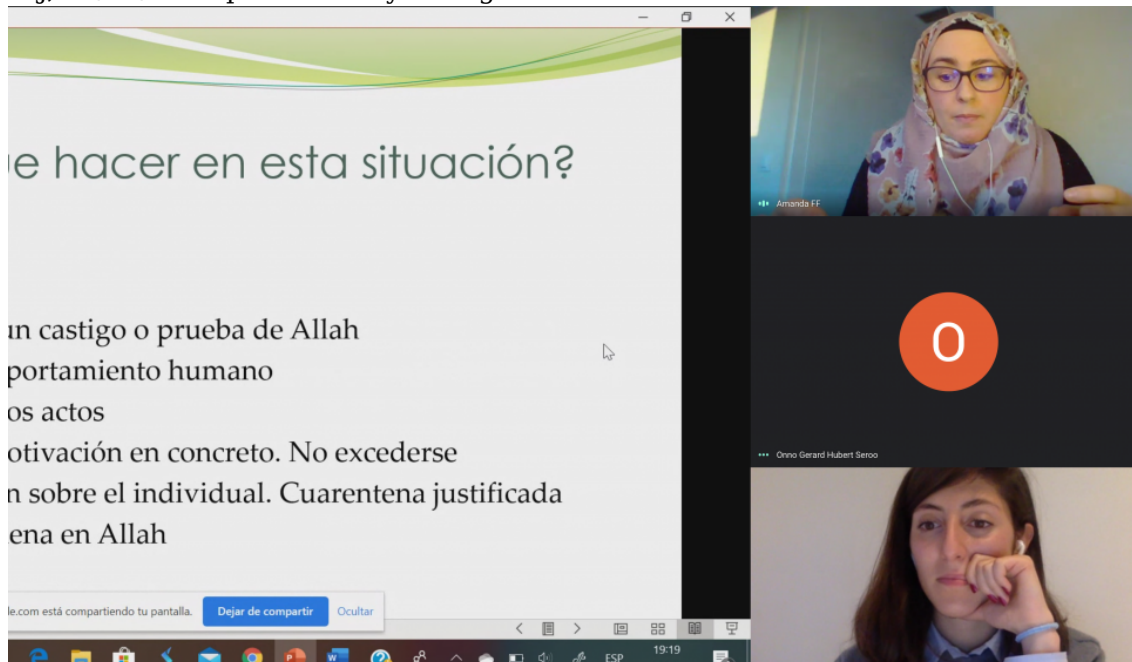 e hacer en esta situación?
un castigo o prueba de Allah
portamiento humano
os actos
otivación en concreto. No excederse
n sobre el individual. Cuarentena justificada
ena en Allah
le.com está compartiendo tu pantalla. Dejar de compartir Ocultar
ESP 19:19
Amanda FF
O
Onno Gerard Hubert Seroo